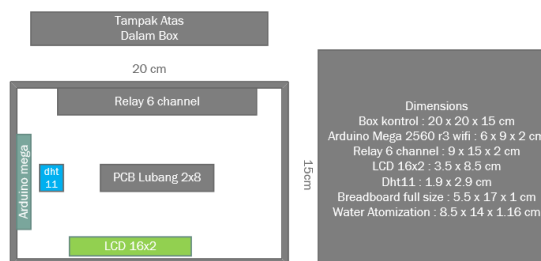 Tampak Atas
Dalam Box
20 cm
Relay 6 channel
Arduino mega
dht
11
PCB Lubang 2x8
LCD 16x2
15cm
Dimensions
Box kontrol : 20 x 20 x 15 cm
Arduino Mega 2560 r3 wifi : 6 x 9 x 2 cm
Relay 6 channel : 9 x 15 x 2 cm
LCD 16x2 : 3.5 x 8.5 cm
Dht11 : 1.9 x 2.9 cm
Breadboard full size : 5.5 x 17 x 1 cm
Water Atomization : 8.5 x 14 x 1.16 cm